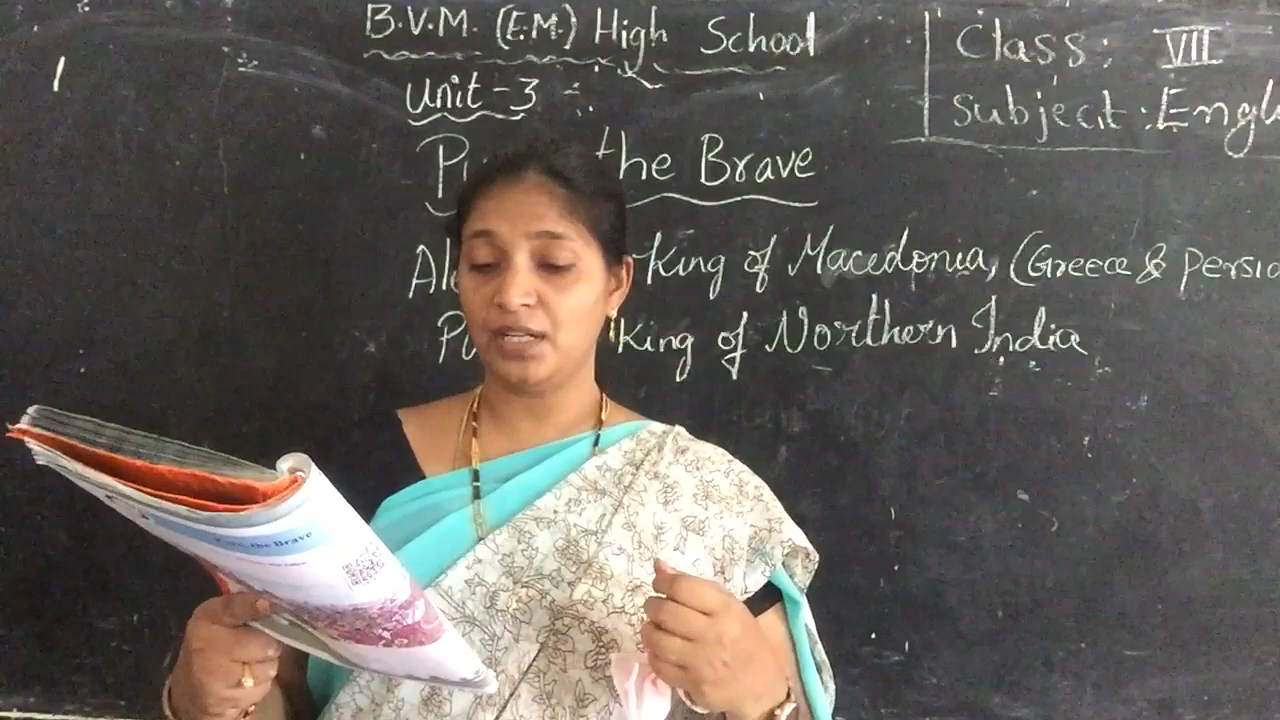 B.V.M. (E.M.) High School
Class: VII
Subject: Engl
Unit-3 :
the Brave
King of Macedonia, (Greece & Persia
King of Northern India
the Brave